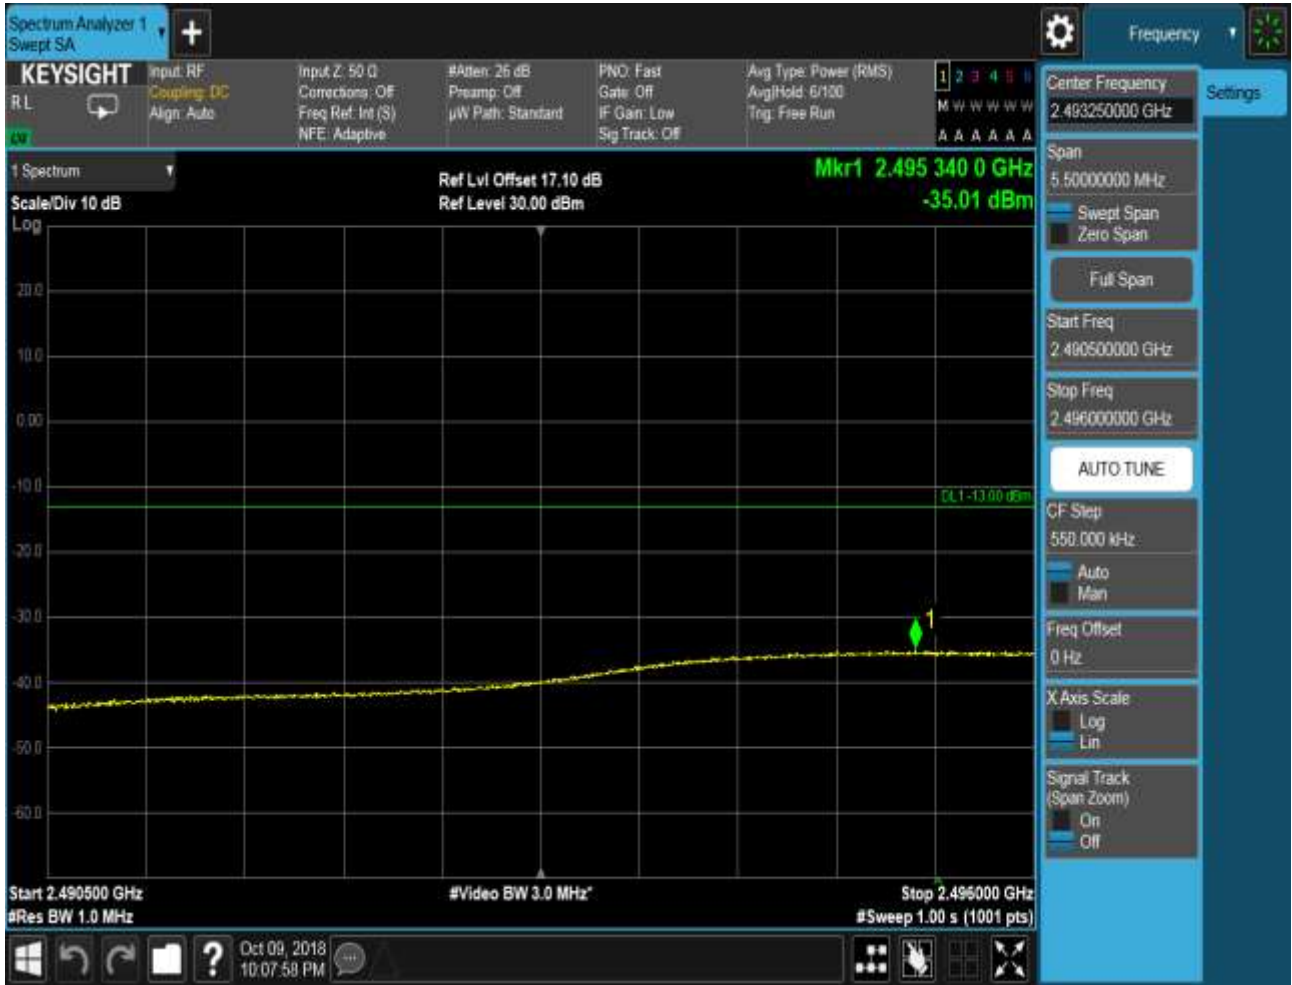 Spectrum Analyzer 1
Swept SA
Frequency
KEYSIGHT
R L
Input: RF
Coupling: DC
Align: Auto
Input Z: 50 Ω
Corrections: Off
Freq Ref: Int (S)
NFE: Adaptive
#Atten: 26 dB
Preamp: Off
µW Path: Standard
PNO: Fast
Gate: Off
IF Gain: Low
Sig Track: Off
Avg Type: Power (RMS)
Avg|Hold: 6/100
Trig: Free Run
1 2 3 4 5 6
M W W W W W
A A A A A A
1 Spectrum
Scale/Div 10 dB
Log
Ref Lvl Offset 17.10 dB
Ref Level 30.00 dBm
Mkr1 2.495 340 0 GHz
-35.01 dBm
20.0
10.0
0.00
-10.0
-20.0
-30.0
-40.0
-50.0
-60.0
DL1 -13.00 dBm
1
Start 2.490500 GHz
#Res BW 1.0 MHz
#Video BW 3.0 MHz*
Stop 2.496000 GHz
#Sweep 1.00 s (1001 pts)
Center Frequency
2.493250000 GHz
Settings
Span
5.50000000 MHz
Swept Span
Zero Span
Full Span
Start Freq
2.490500000 GHz
Stop Freq
2.496000000 GHz
AUTO TUNE
CF Step
550.000 kHz
Auto
Man
Freq Offset
0 Hz
X Axis Scale
Log
Lin
Signal Track
(Span Zoom)
On
Off
?
Oct 09, 2018
10:07:58 PM